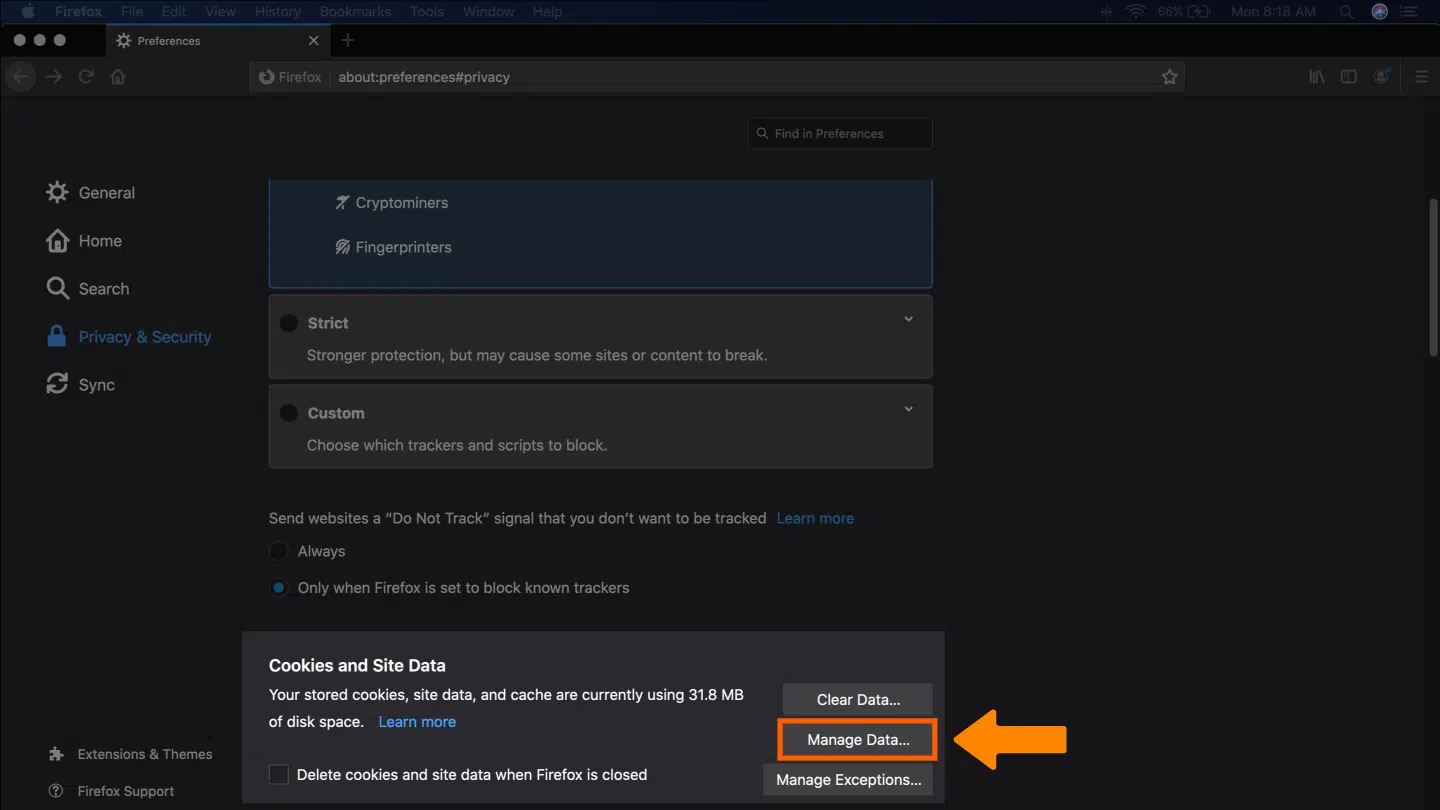 Firefox File Edit View History Bookmarks Tools Window Help 66% Mon 8:18 AM
Preferences
Firefox about:preferences#privacy
Find in Preferences
General
Home
Search
Privacy & Security
Sync
Extensions & Themes
Firefox Support
Cryptominers
Fingerprinters
Strict
Stronger protection, but may cause some sites or content to break.
Custom
Choose which trackers and scripts to block.
Send websites a “Do Not Track” signal that you don’t want to be tracked Learn more
Always
Only when Firefox is set to block known trackers
Cookies and Site Data
Your stored cookies, site data, and cache are currently using 31.8 MB
of disk space. Learn more
Clear Data...
Manage Data...
Delete cookies and site data when Firefox is closed
Manage Exceptions...